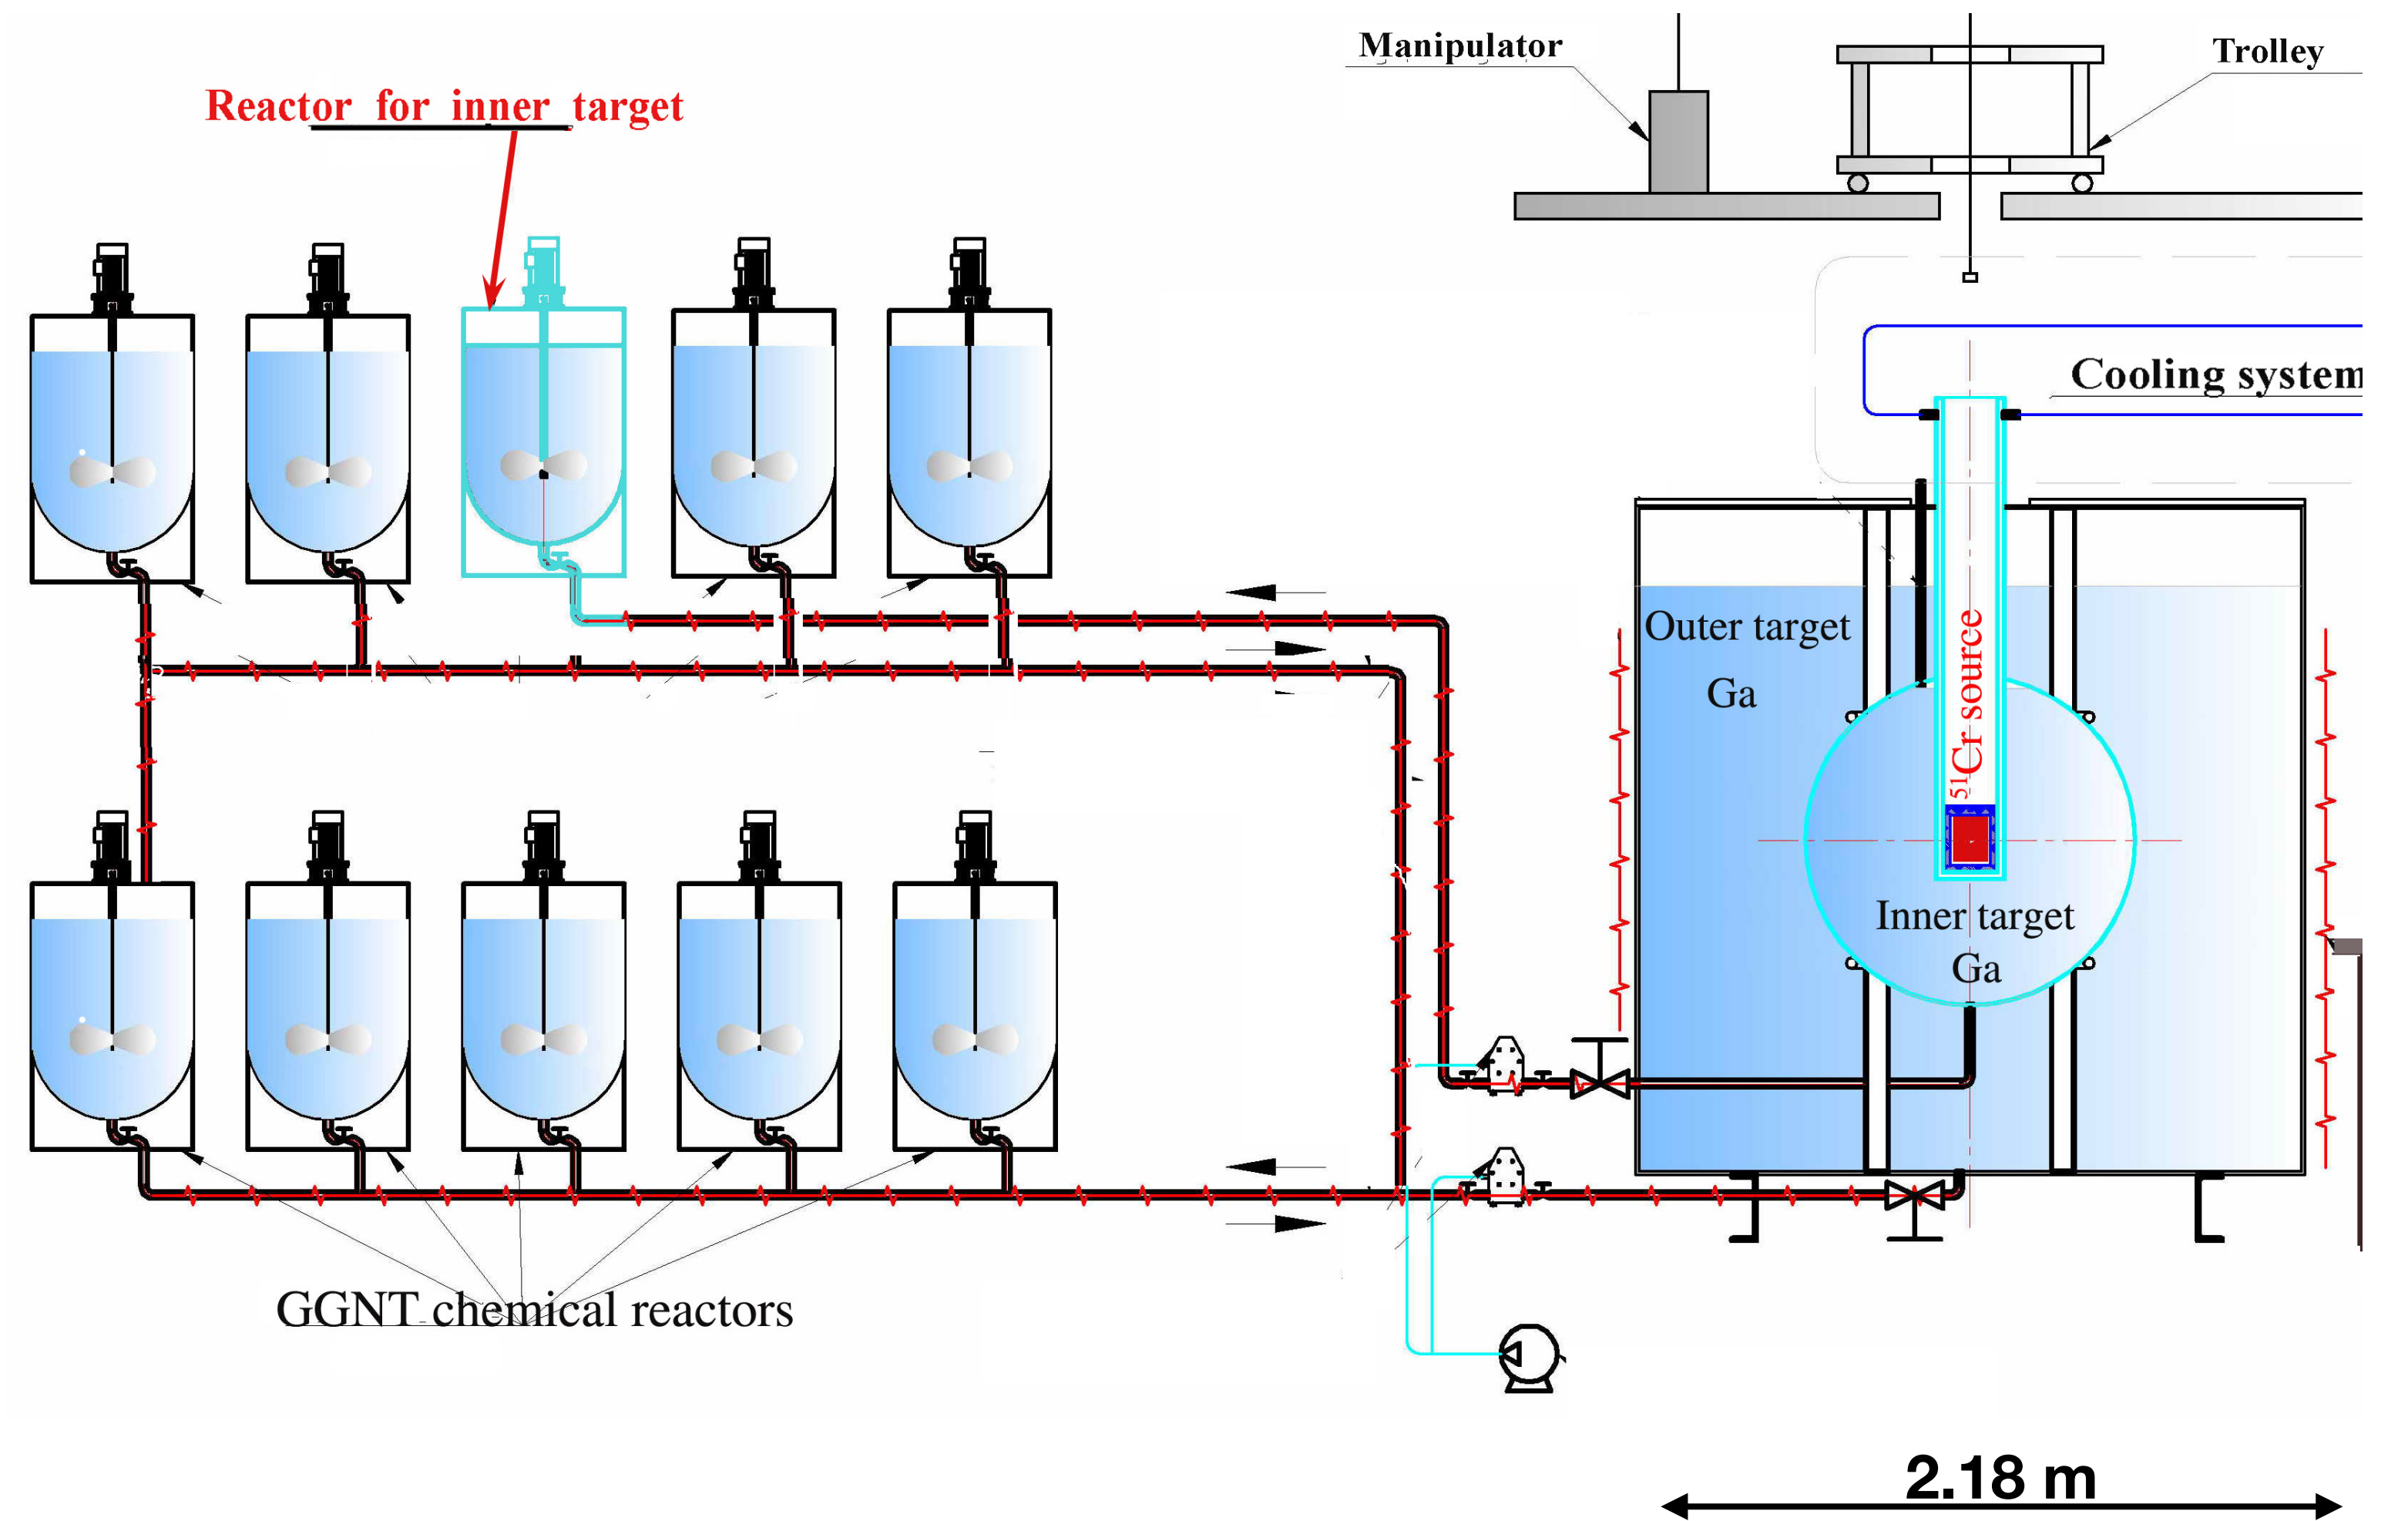 Manipulator
Trolley
Reactor for inner target
Cooling system
Outer target
Ga
51Cr source
Inner target
Ga
GGNT chemical reactors
2.18 m